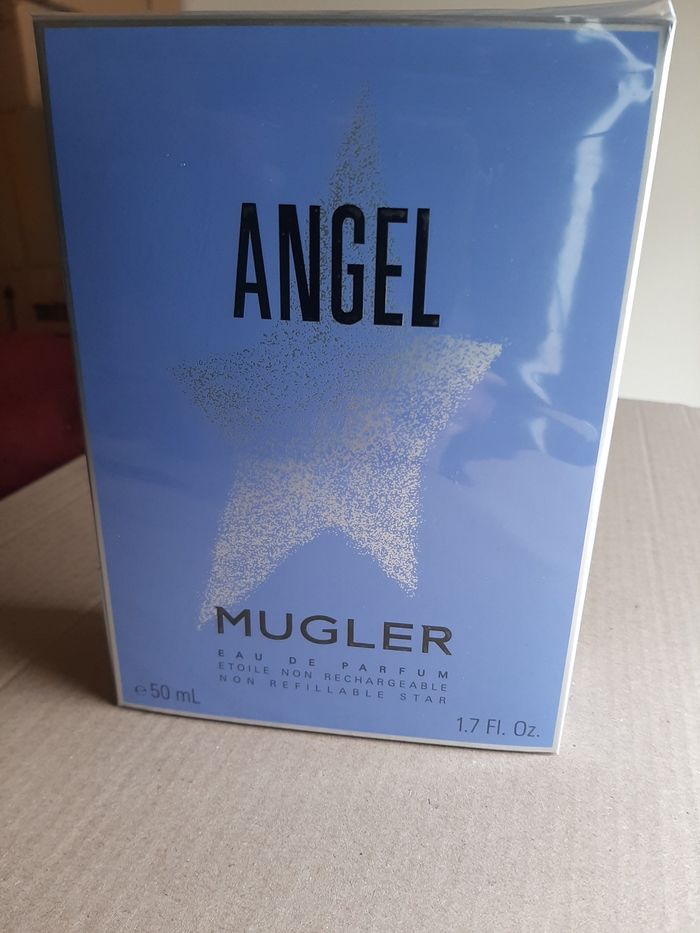 ANGEL
MUGLER
EAU DE PARFUM
ETOILE NON RECHARGEABLE
NON REFILLABLE STAR
℮50 mL
1.7 Fl. Oz.